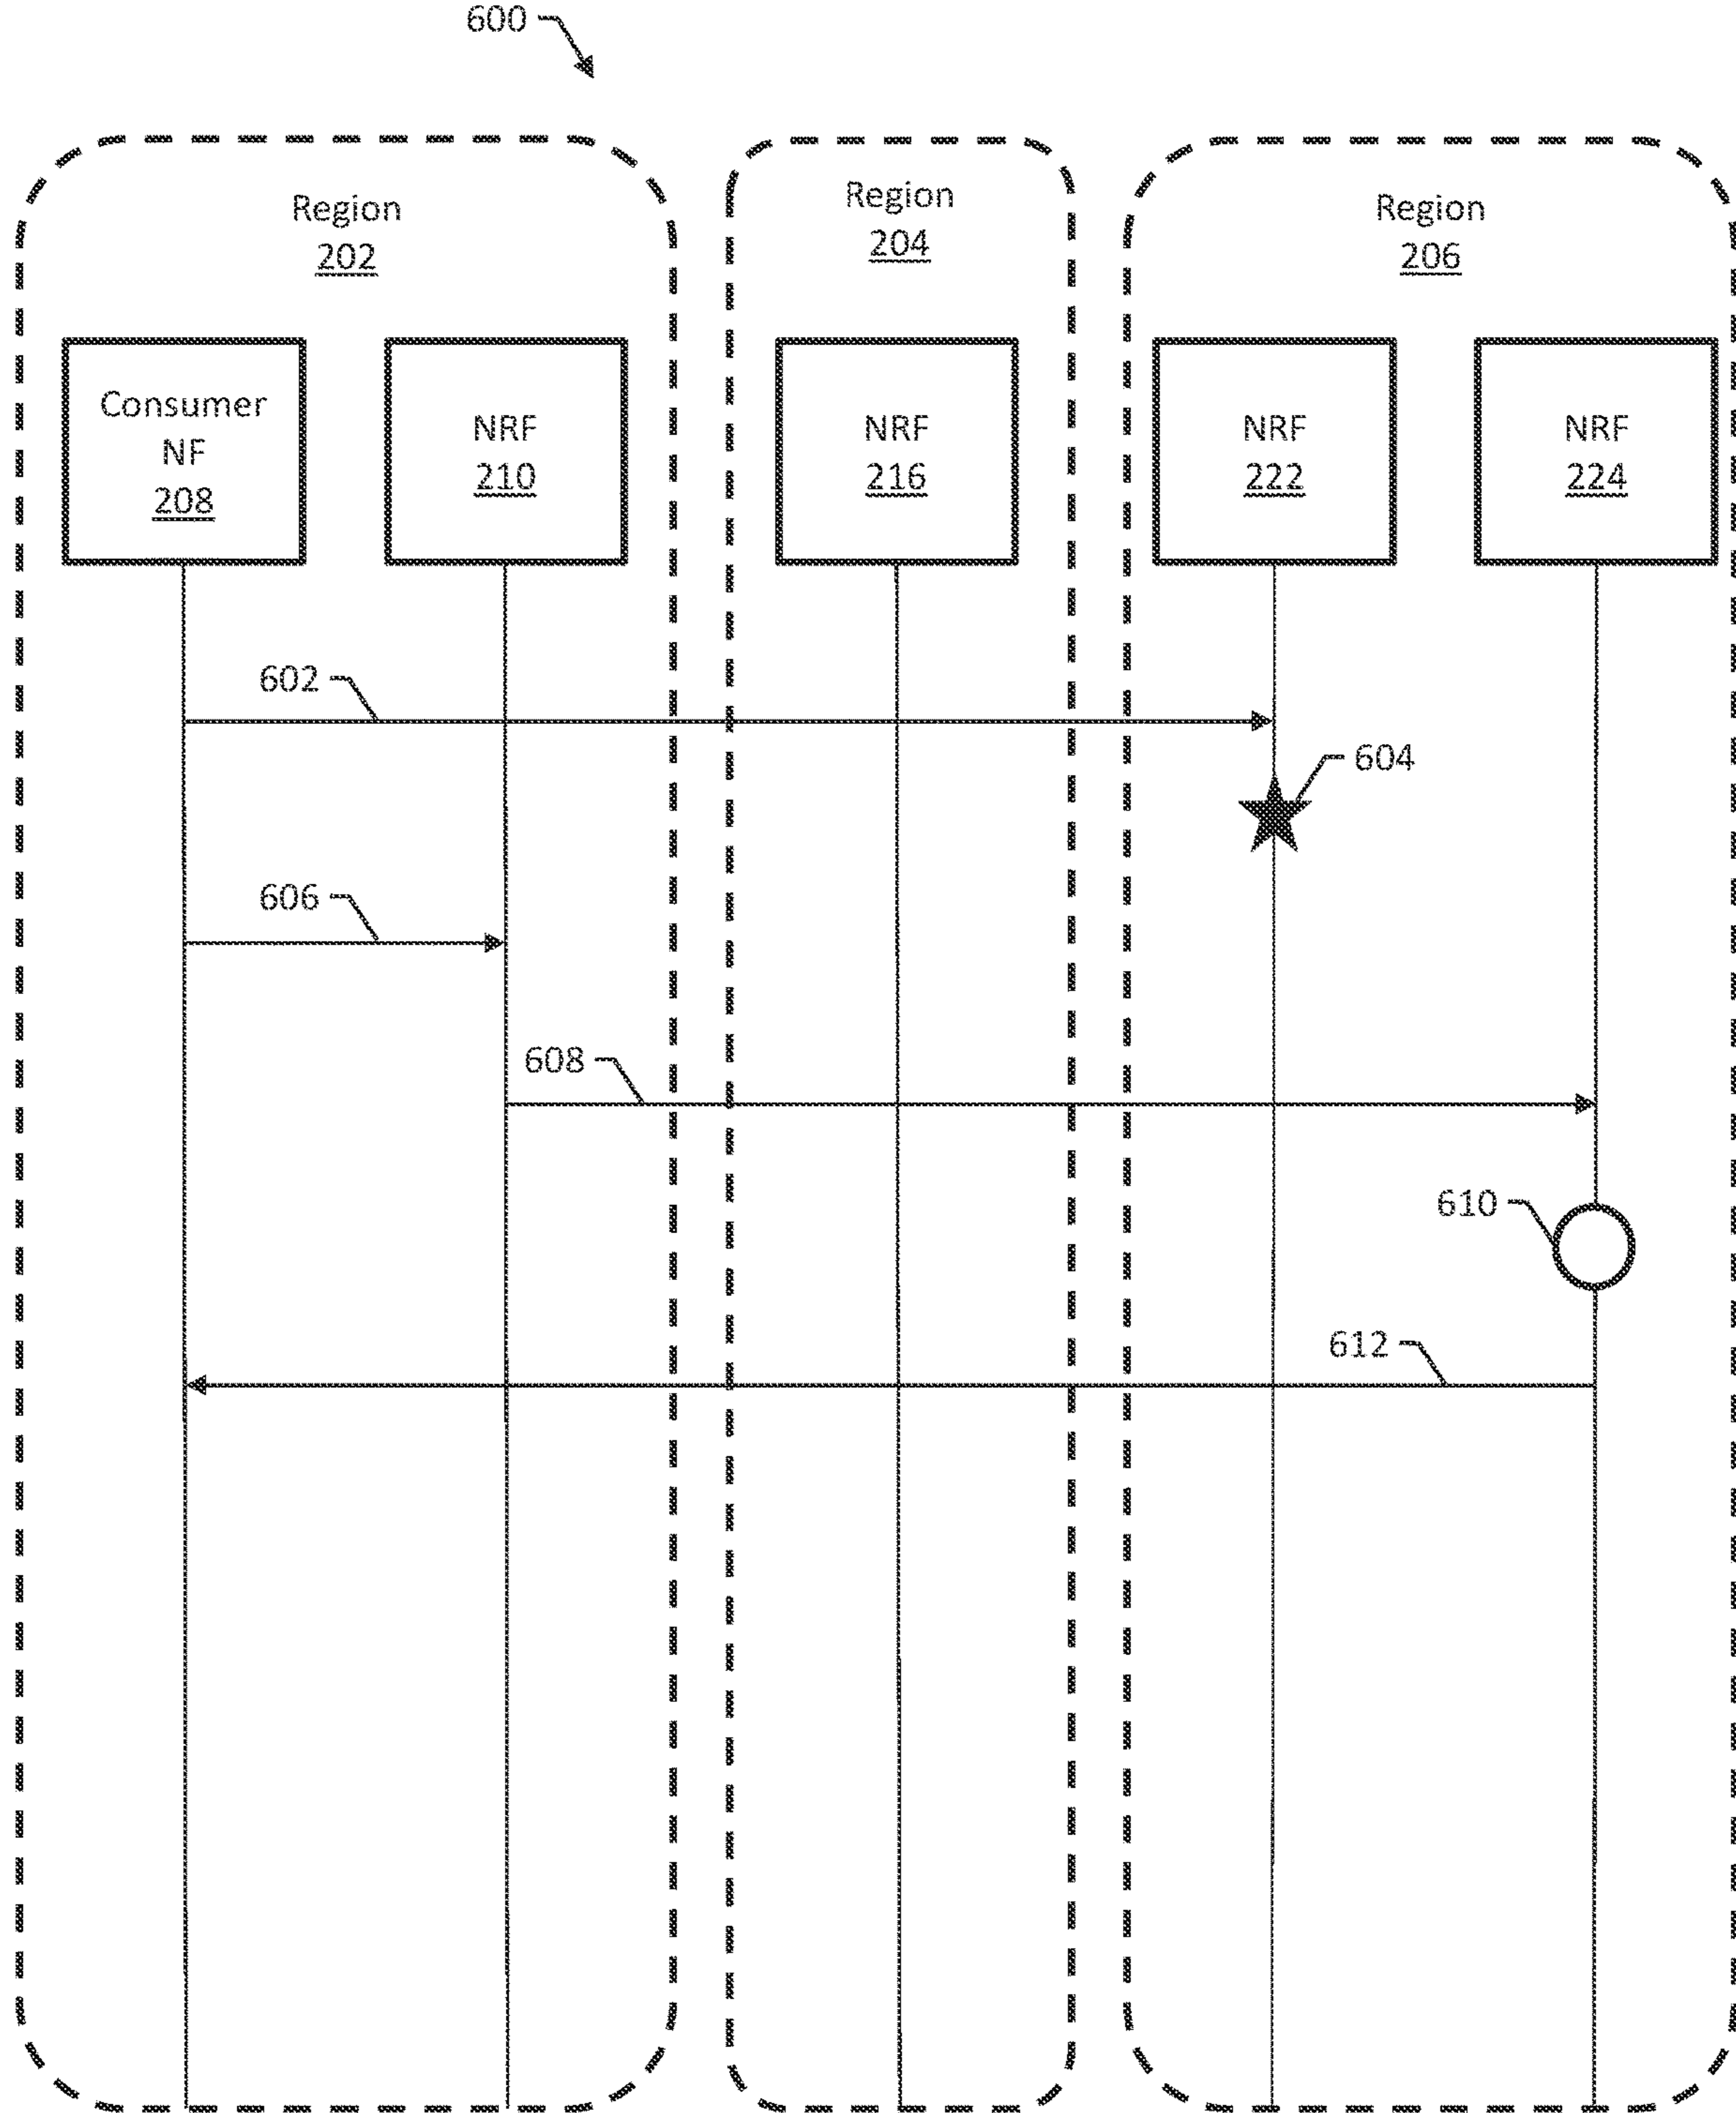 600
Region
202
Region
204
Region
206
Consumer
NF
208
NRF
210
NRF
216
NRF
222
NRF
224
602
604
606
608
610
612